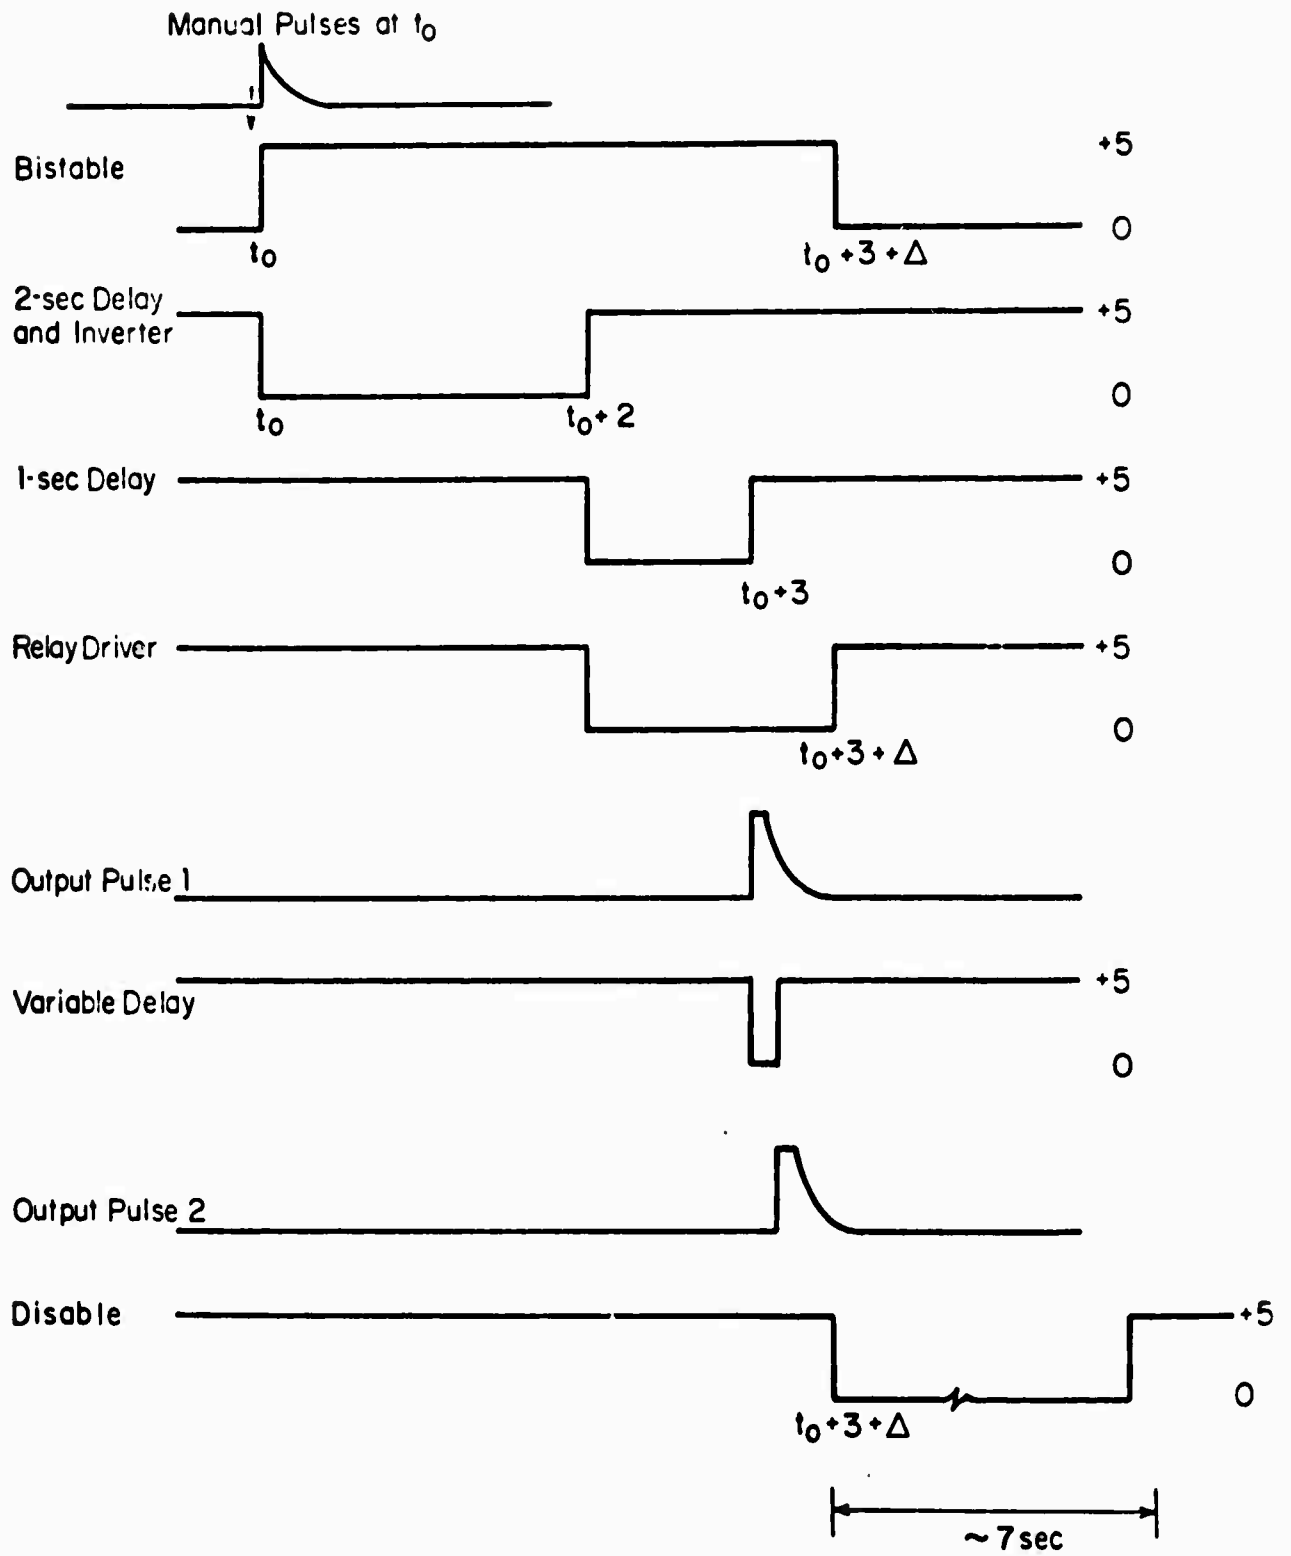 Manual Pulses at t0
Bistable
+5
0
t0
t0 +3 +Δ
2-sec Delay
and Inverter
+5
0
t0
t0+ 2
1-sec Delay
+5
0
t0+3
Relay Driver
+5
0
t0+3+Δ
Output Pulse 1
Variable Delay
+5
0
Output Pulse 2
Disable
+5
0
t0+3+Δ
~ 7 sec